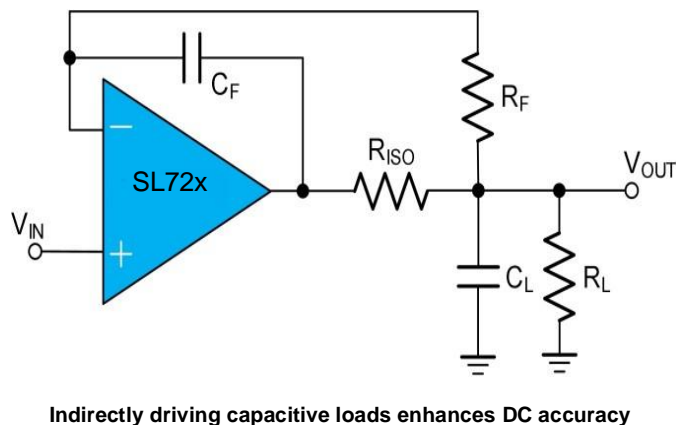 C_F
R_F
−
SL72x
R_ISO
V_OUT
V_IN
+
C_L
R_L
Indirectly driving capacitive loads enhances DC accuracy